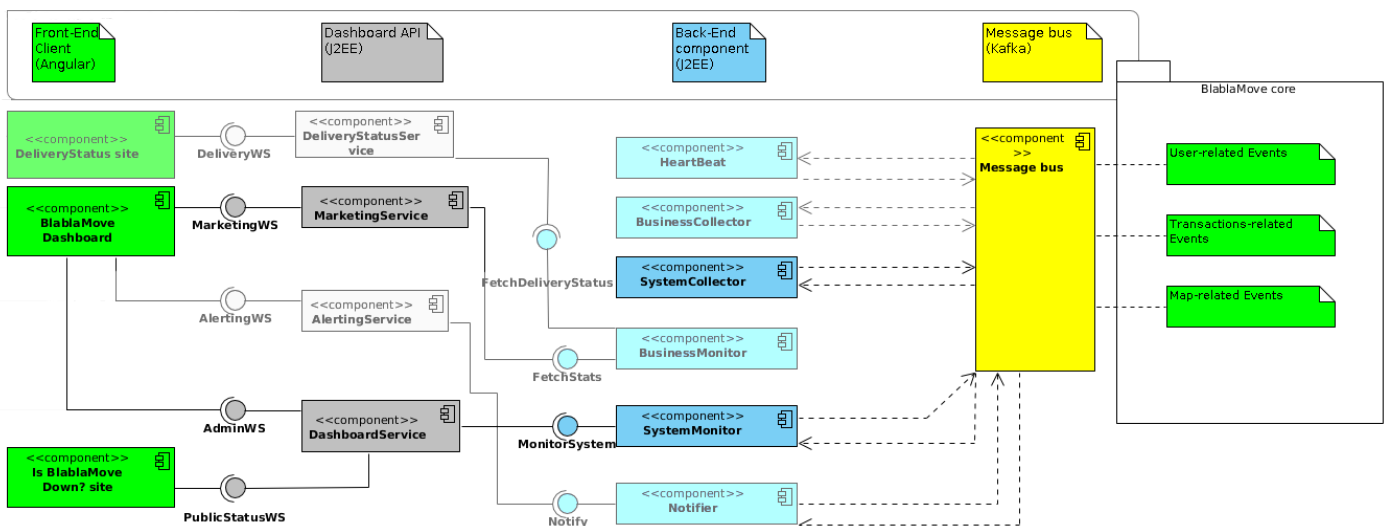 Front-End
Client
(Angular)
Dashboard API
(J2EE)
Back-End
component
(J2EE)
Message bus
(Kafka)
BlablaMove core
<<component>>
DeliveryStatus site
DeliveryWS
<<component>>
DeliveryStatusSer
vice
<<component>>
HeartBeat
<<component
>>
Message bus
User-related Events
<<component>>
BlablaMove
Dashboard
MarketingWS
<<component>>
MarketingService
<<component>>
BusinessCollector
Transactions-related
Events
FetchDeliveryStatus
<<component>>
SystemCollector
Map-related Events
AlertingWS
<<component>>
AlertingService
<<component>>
BusinessMonitor
FetchStats
AdminWS
<<component>>
DashboardService
MonitorSystem
<<component>>
SystemMonitor
<<component>>
Is BlablaMove
Down? site
PublicStatusWS
Notify
<<component>>
Notifier